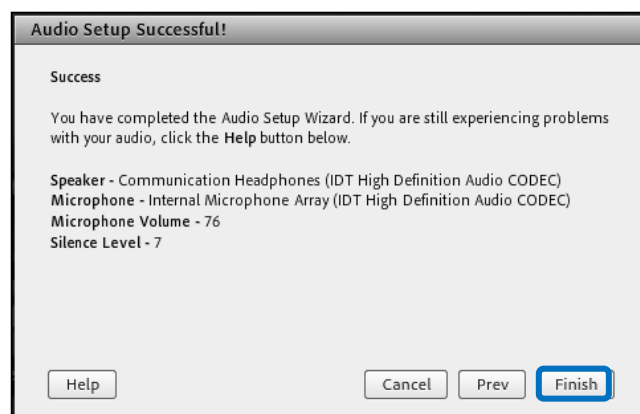 Audio Setup Successful!
Success
You have completed the Audio Setup Wizard. If you are still experiencing problems
with your audio, click the Help button below.
Speaker - Communication Headphones (IDT High Definition Audio CODEC)
Microphone - Internal Microphone Array (IDT High Definition Audio CODEC)
Microphone Volume - 76
Silence Level - 7
Help Cancel Prev Finish